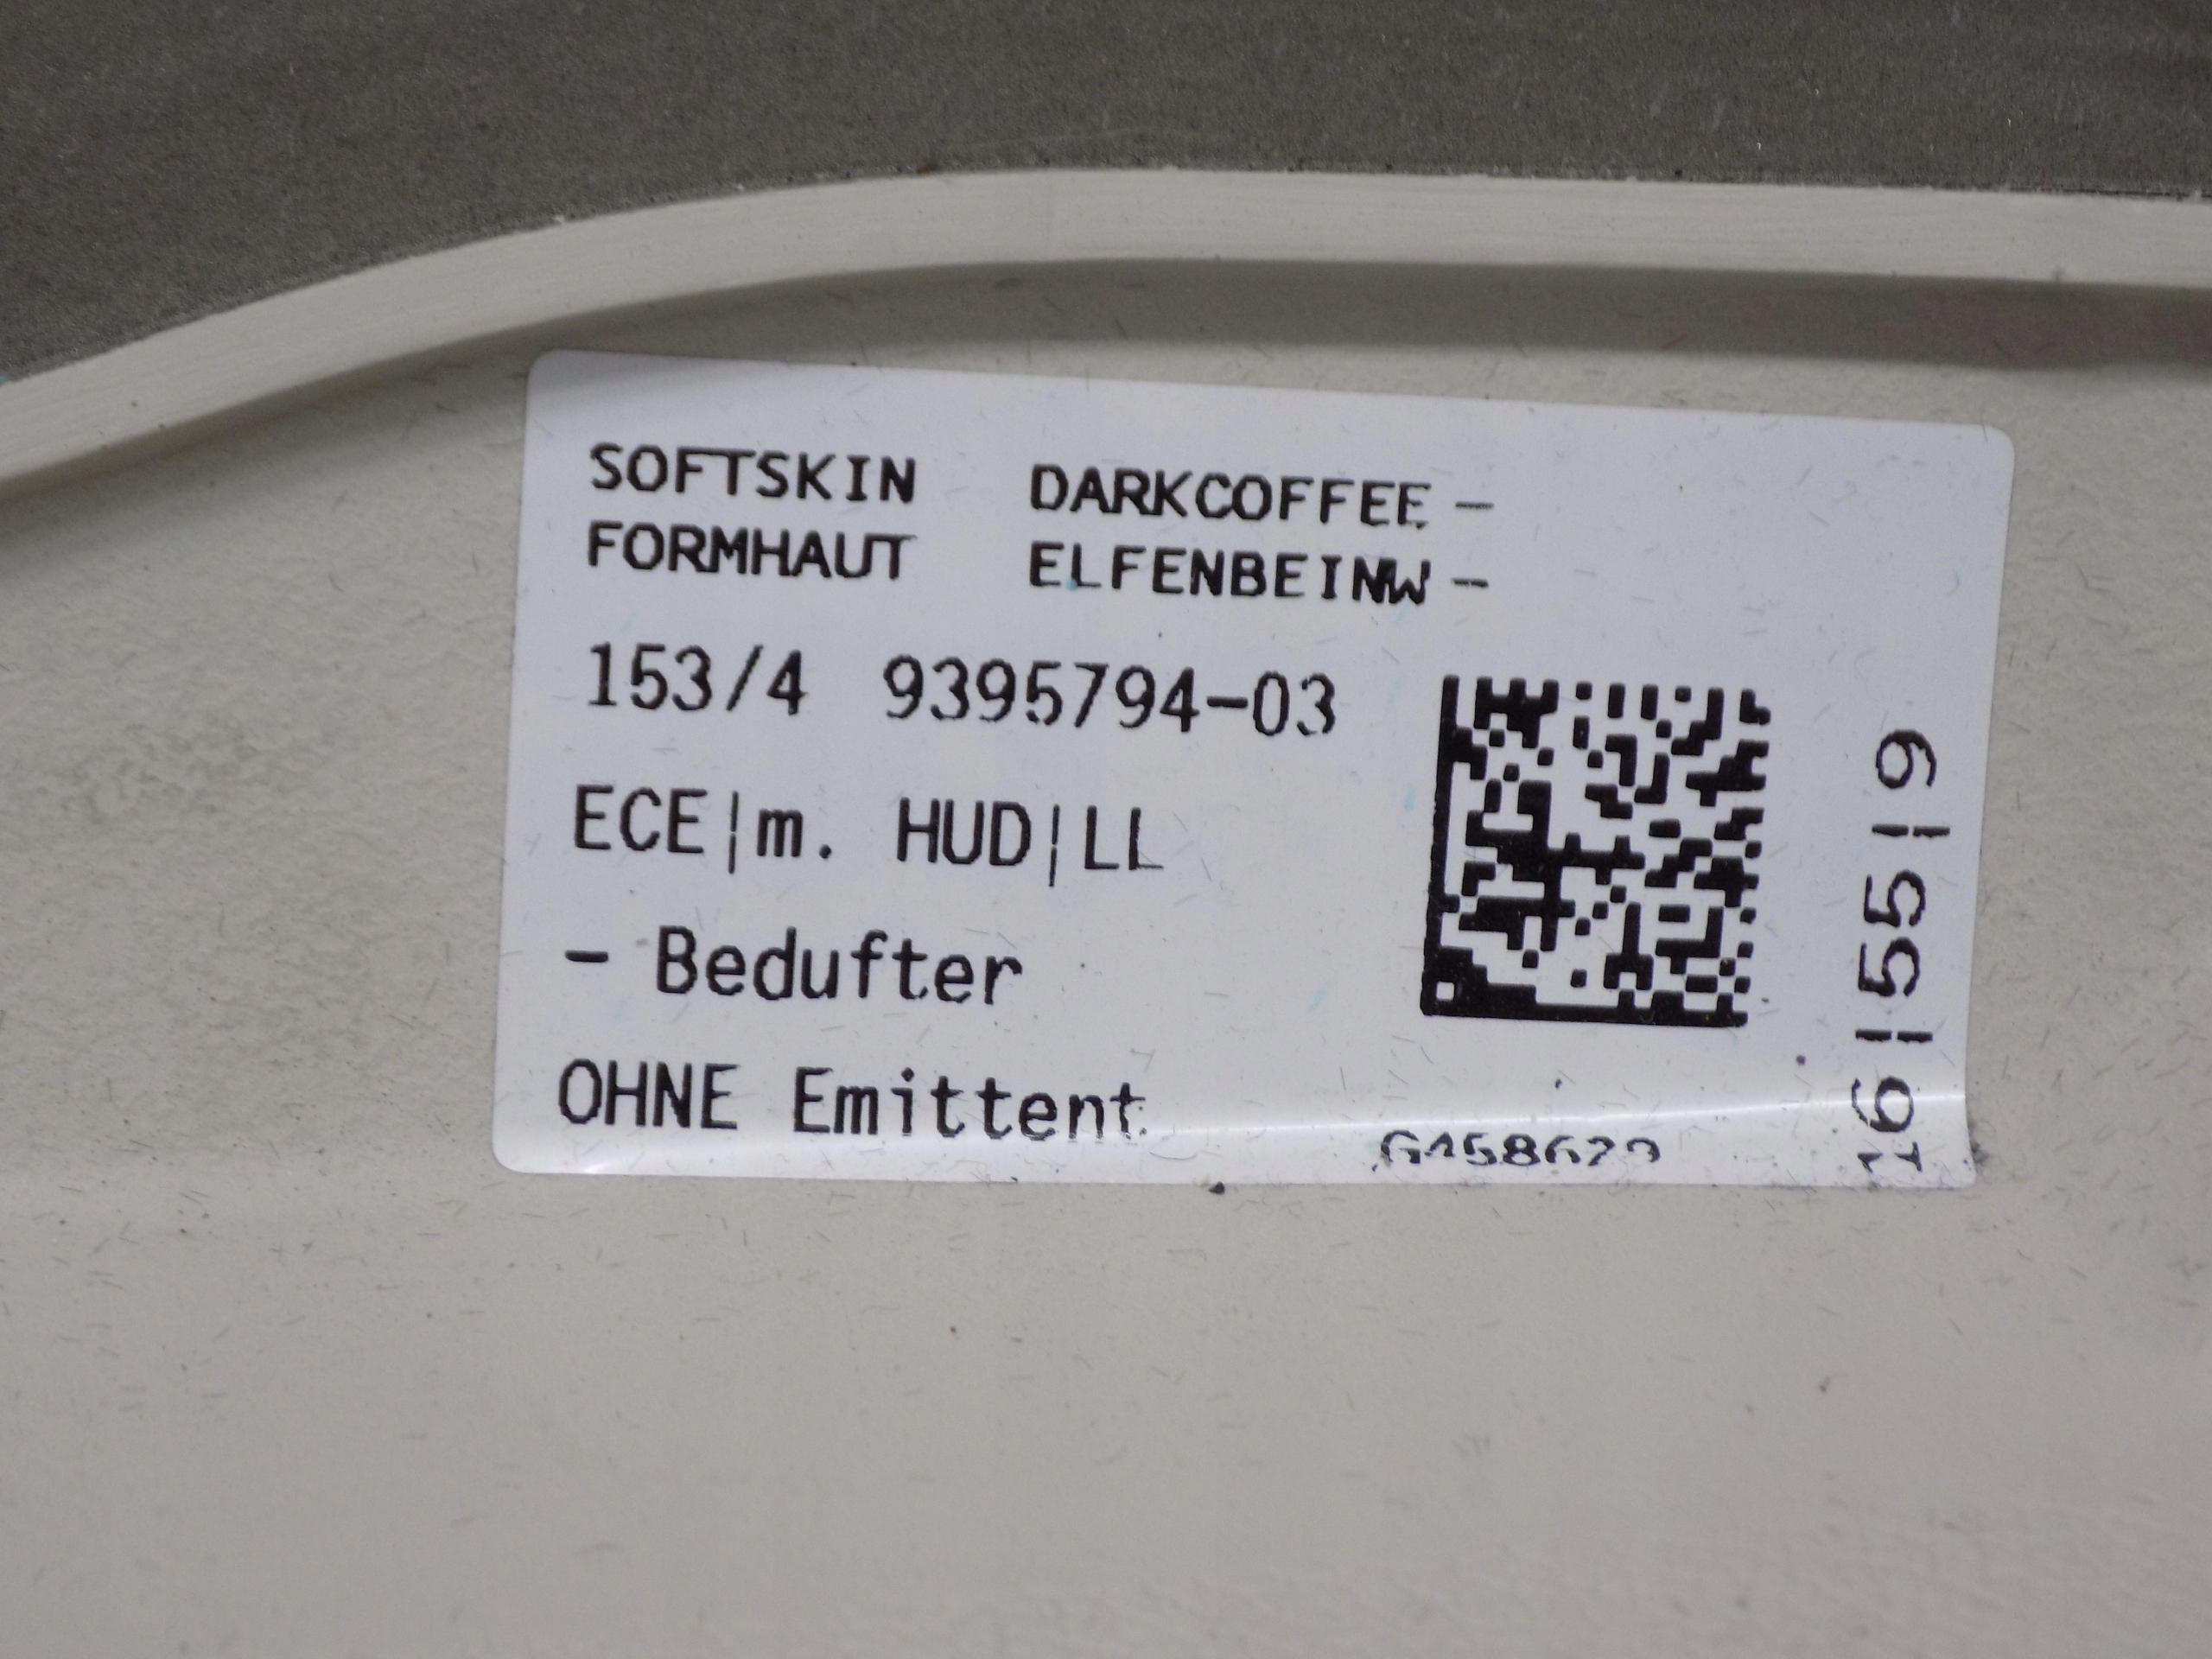 SOFTSKIN DARKCOFFEE -
FORMHAUT ELFENBEINW -
153/4 9395794-03
ECE|m. HUD|LL
- Bedufter
OHNE Emittent
16|55|9